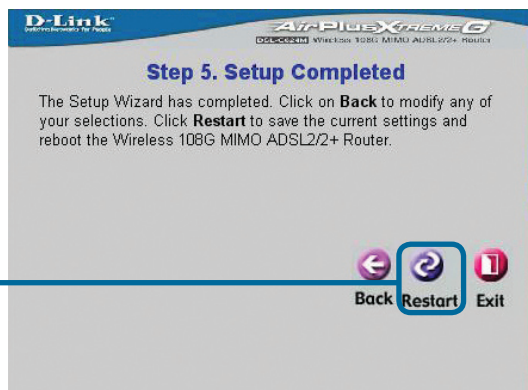 D-Link
Building Networks for People
AirPlusXtremeG
DSL-G624M Wireless 108G MIMO ADSL2/2+ Router
Step 5. Setup Completed
The Setup Wizard has completed. Click on Back to modify any of
your selections. Click Restart to save the current settings and
reboot the Wireless 108G MIMO ADSL2/2+ Router.
Back Restart Exit